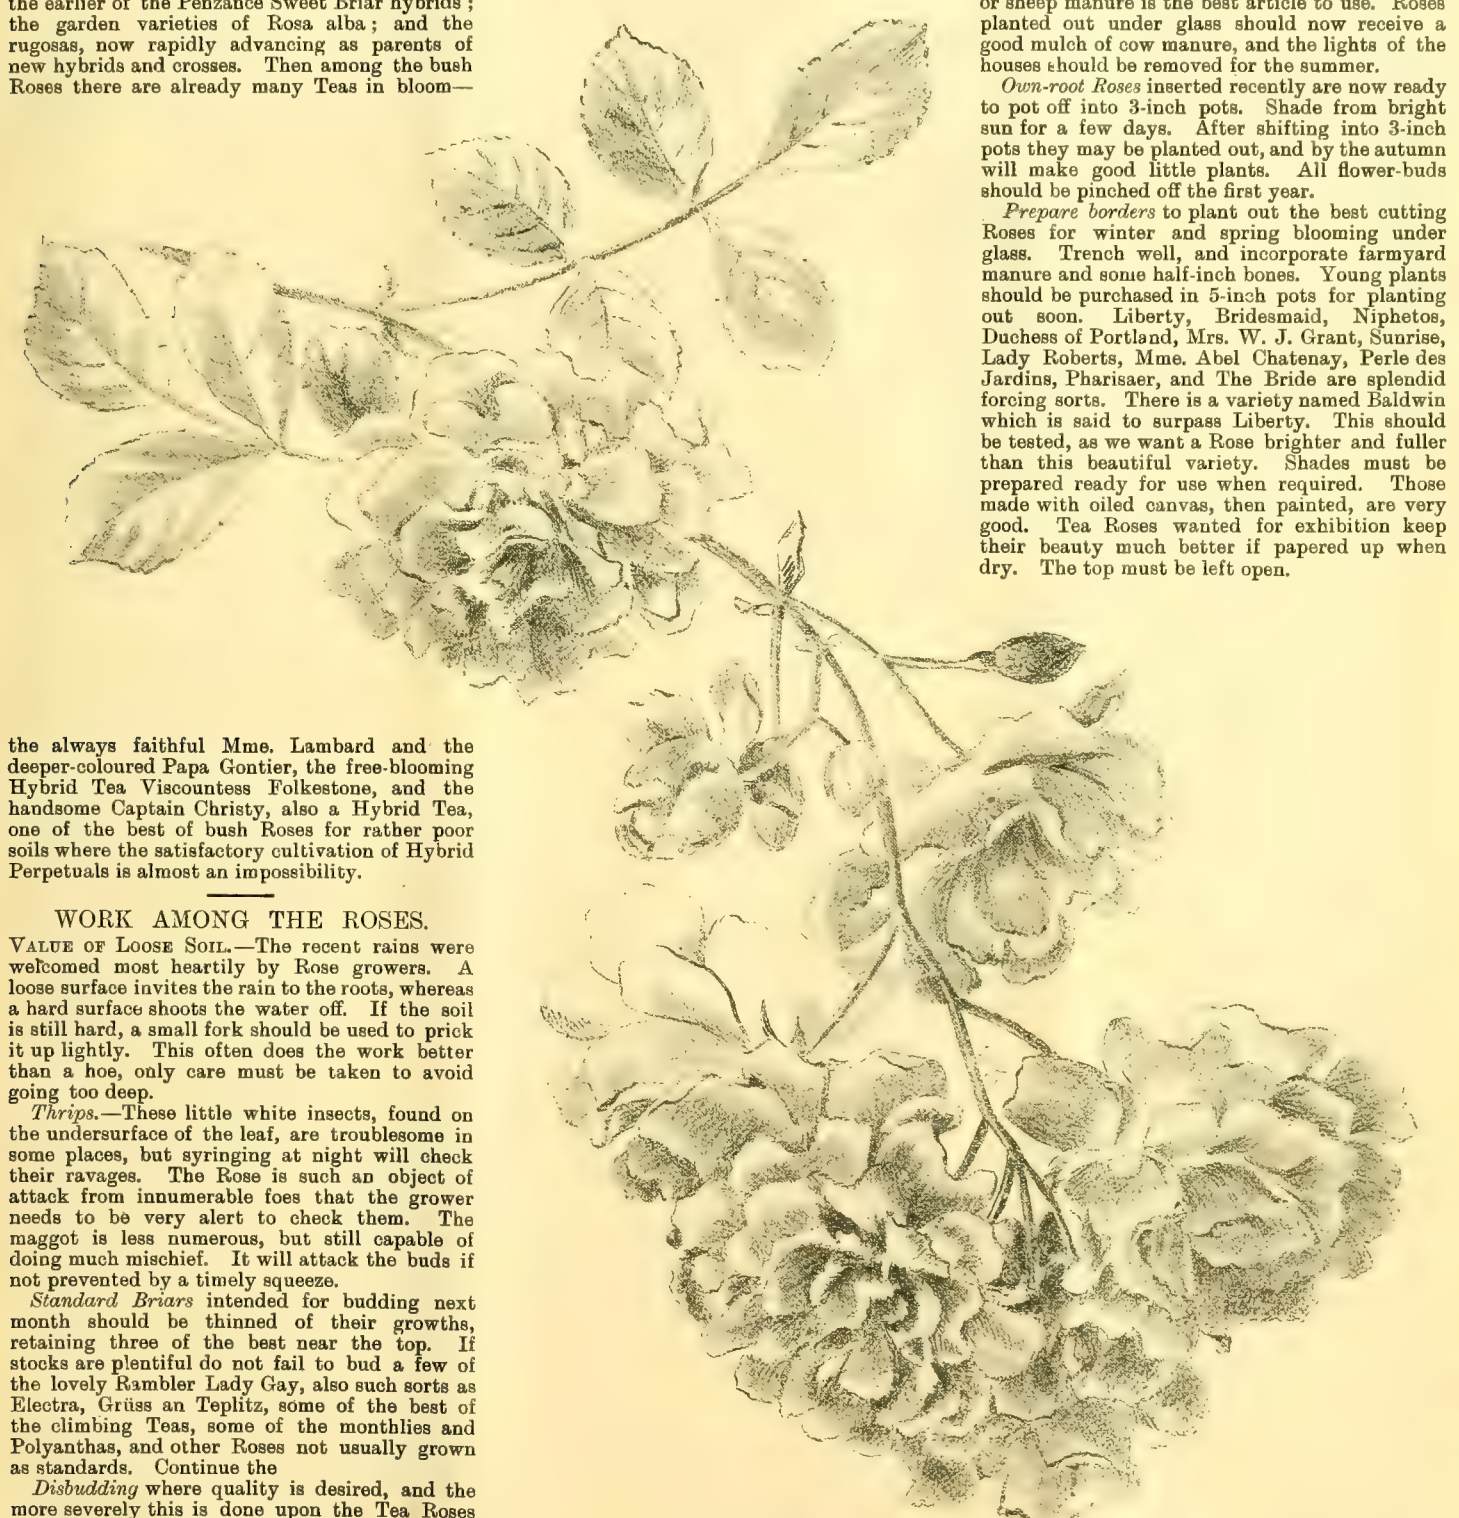 the earlier of the Penzance Sweet Briar hybrids ;
the garden varieties of Rosa alba ; and the
rugosas, now rapidly advancing as parents of
new hybrids and crosses. Then among the bush
Roses there are already many Teas in bloom—
the always faithful Mme. Lambard and the
deeper-coloured Papa Gontier, the free-blooming
Hybrid Tea Viscountess Folkestone, and the
handsome Captain Christy, also a Hybrid Tea,
one of the best of bush Roses for rather poor
soils where the satisfactory cultivation of Hybrid
Perpetuals is almost an impossibility.
WORK AMONG THE ROSES.
VALUE OF LOOSE SOIL.—The recent rains were
welcomed most heartily by Rose growers. A
loose surface invites the rain to the roots, whereas
a hard surface shoots the water off. If the soil
is still hard, a small fork should be used to prick
it up lightly. This often does the work better
than a hoe, only care must be taken to avoid
going too deep.
Thrips.—These little white insects, found on
the undersurface of the leaf, are troublesome in
some places, but syringing at night will check
their ravages. The Rose is such an object of
attack from innumerable foes that the grower
needs to be very alert to check them. The
maggot is less numerous, but still capable of
doing much mischief. It will attack the buds if
not prevented by a timely squeeze.
Standard Briars intended for budding next
month should be thinned of their growths,
retaining three of the best near the top. If
stocks are plentiful do not fail to bud a few of
the lovely Rambler Lady Gay, also such sorts as
Electra, Grüss an Teplitz, some of the best of
the climbing Teas, some of the monthlies and
Polyanthas, and other Roses not usually grown
as standards. Continue the
Disbudding where quality is desired, and the
more severely this is done upon the Tea Roses
or sheep manure is the best article to use. Roses
planted out under glass should now receive a
good mulch of cow manure, and the lights of the
houses should be removed for the summer.
Own-root Roses inserted recently are now ready
to pot off into 3-inch pots. Shade from bright
sun for a few days. After shifting into 3-inch
pots they may be planted out, and by the autumn
will make good little plants. All flower-buds
should be pinched off the first year.
Prepare borders to plant out the best cutting
Roses for winter and spring blooming under
glass. Trench well, and incorporate farmyard
manure and some half-inch bones. Young plants
should be purchased in 5-inch pots for planting
out soon. Liberty, Bridesmaid, Niphetos,
Duchess of Portland, Mrs. W. J. Grant, Sunrise,
Lady Roberts, Mme. Abel Chatenay, Perle des
Jardins, Pharisaer, and The Bride are splendid
forcing sorts. There is a variety named Baldwin
which is said to surpass Liberty. This should
be tested, as we want a Rose brighter and fuller
than this beautiful variety. Shades must be
prepared ready for use when required. Those
made with oiled canvas, then painted, are very
good. Tea Roses wanted for exhibition keep
their beauty much better if papered up when
dry. The top must be left open.